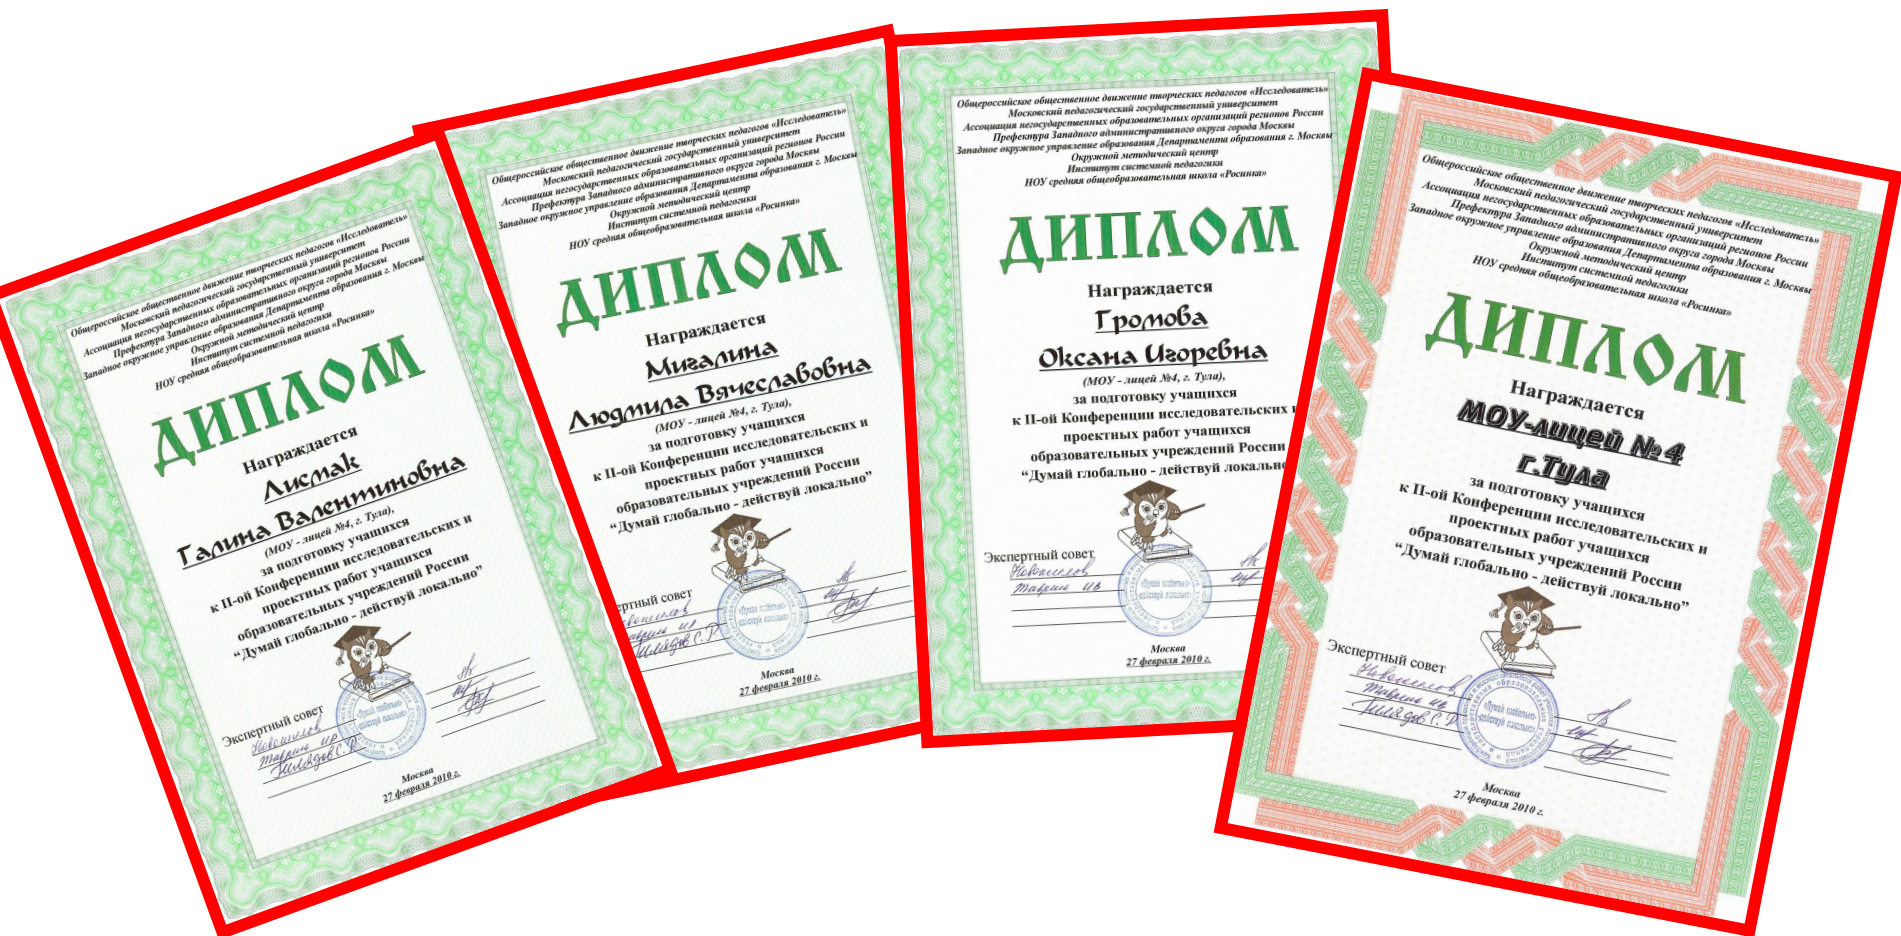 Общероссийское общественное движение творческих педагогов «Исследователь»
Московский педагогический государственный университет
Ассоциация негосударственных образовательных организаций регионов России
Префектура Западного административного округа города Москвы
Западное окружное управление образования Департамента образования г. Москвы
Окружной методический центр
Институт системной педагогики
НОУ средняя общеобразовательная школа «Росинка»
ДИПЛОМ
Награждается
Лисмак
Галина Валентиновна
(МОУ - лицей №4, г. Тула),
за подготовку учащихся
к II-ой Конференции исследовательских и
проектных работ учащихся
образовательных учреждений России
“Думай глобально - действуй локально”
Экспертный совет
Москва
27 февраля 2010 г.
Общероссийское общественное движение творческих педагогов «Исследователь»
Московский педагогический государственный университет
Ассоциация негосударственных образовательных организаций регионов России
Префектура Западного административного округа города Москвы
Западное окружное управление образования Департамента образования г. Москвы
Окружной методический центр
Институт системной педагогики
НОУ средняя общеобразовательная школа «Росинка»
ДИПЛОМ
Награждается
Мигалина
Людмила Вячеславовна
(МОУ - лицей №4, г. Тула),
за подготовку учащихся
к II-ой Конференции исследовательских и
проектных работ учащихся
образовательных учреждений России
“Думай глобально - действуй локально”
ертный совет
Москва
27 февраля 2010 г.
Общероссийское общественное движение творческих педагогов «Исследователь»
Московский педагогический государственный университет
Ассоциация негосударственных образовательных организаций регионов России
Префектура Западного административного округа города Москвы
Западное окружное управление образования Департамента образования г. Москвы
Окружной методический центр
Институт системной педагогики
НОУ средняя общеобразовательная школа «Росинка»
ДИПЛОМ
Награждается
Громова
Оксана Игоревна
(МОУ - лицей №4, г. Тула),
за подготовку учащихся
к II-ой Конференции исследовательских
проектных работ учащихся
образовательных учреждений России
“Думай глобально - действуй локально
Экспертный совет
Москва
27 февраля 2010 г.
Общероссийское общественное движение творческих педагогов «Исследователь»
Московский педагогический государственный университет
Ассоциация негосударственных образовательных организаций регионов России
Префектура Западного административного округа города Москвы
Западное окружное управление образования Департамента образования г. Москвы
Окружной методический центр
Институт системной педагогики
НОУ средняя общеобразовательная школа «Росинка»
ДИПЛОМ
Награждается
МОУ-лицей №4
г.Тула
за подготовку учащихся
к II-ой Конференции исследовательских и
проектных работ учащихся
образовательных учреждений России
“Думай глобально - действуй локально”
Экспертный совет
Москва
27 февраля 2010 г.